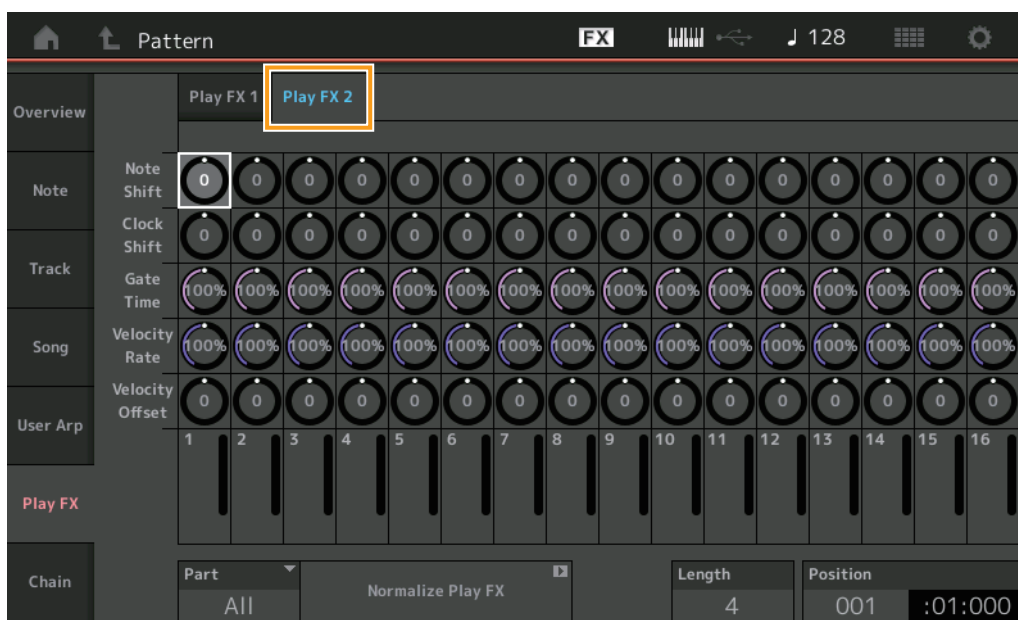 Pattern FX 128
Play FX 1 Play FX 2
Overview
Note
Track
Song
User Arp
Play FX
Chain
Note Shift 0 0 0 0 0 0 0 0 0 0 0 0 0 0 0 0
Clock Shift 0 0 0 0 0 0 0 0 0 0 0 0 0 0 0 0
Gate Time 100% 100% 100% 100% 100% 100% 100% 100% 100% 100% 100% 100% 100% 100% 100% 100%
Velocity Rate 100% 100% 100% 100% 100% 100% 100% 100% 100% 100% 100% 100% 100% 100% 100% 100%
Velocity Offset 0 0 0 0 0 0 0 0 0 0 0 0 0 0 0 0
1 2 3 4 5 6 7 8 9 10 11 12 13 14 15 16
Part Normalize Play FX Length Position
All 4 001 :01:000